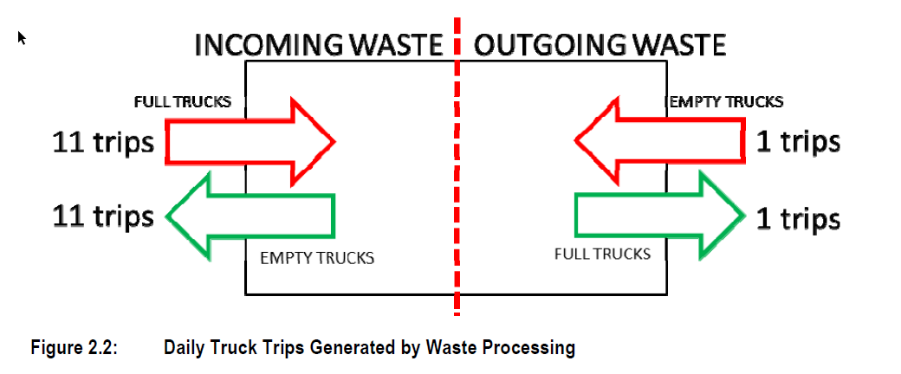 INCOMING WASTE OUTGOING WASTE
FULL TRUCKS EMPTY TRUCKS
11 trips 1 trips
11 trips 1 trips
EMPTY TRUCKS FULL TRUCKS
Figure 2.2: Daily Truck Trips Generated by Waste Processing